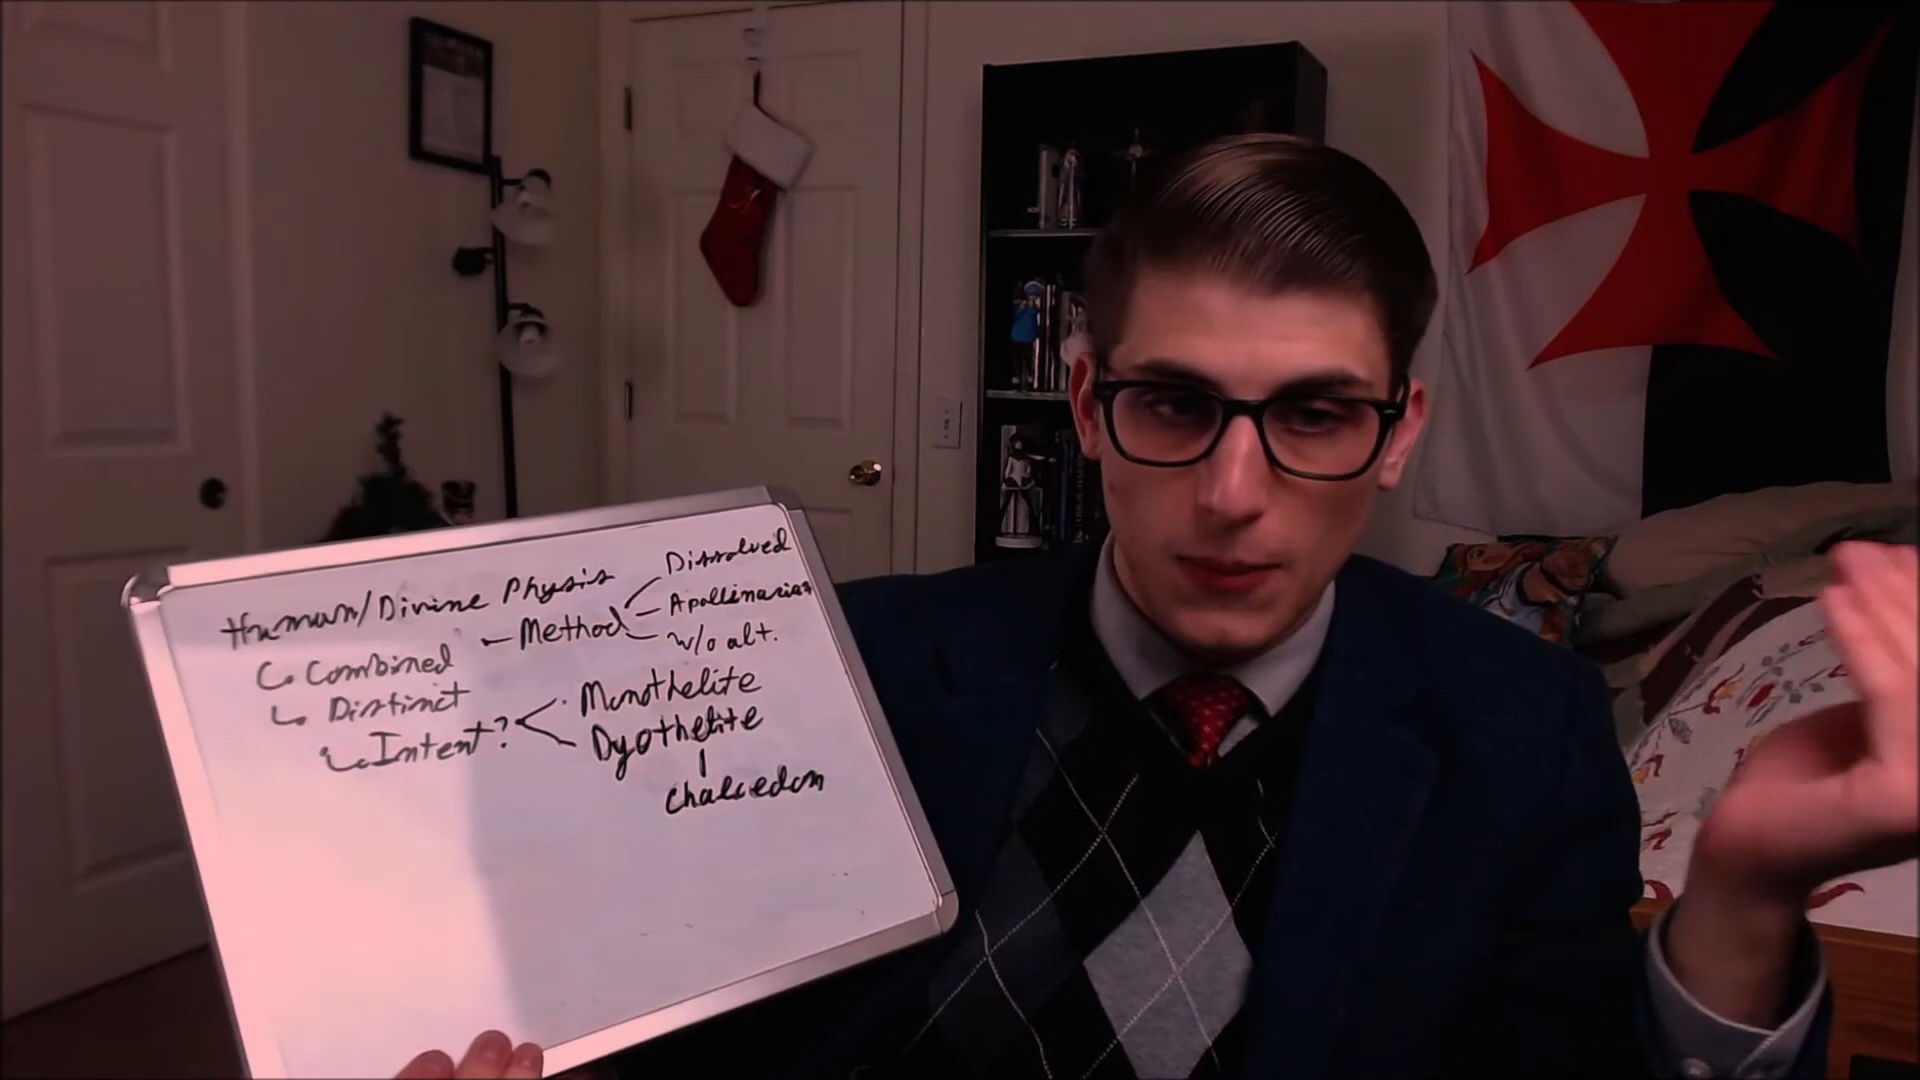 Human/Divine Physis
Combined
Distinct
Intent?
Method
Dissolved
Apollinarian
w/o alt.
Monothelite
Dyothelite
Chalcedon